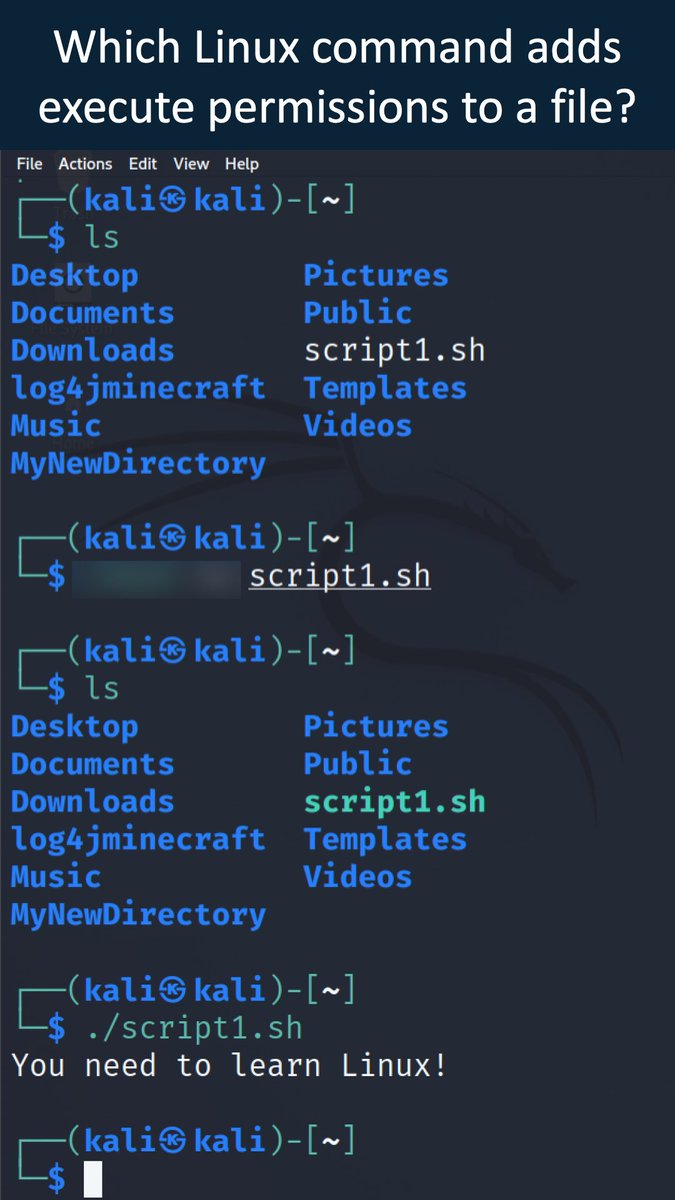 Which Linux command adds
execute permissions to a file?
File Actions Edit View Help
(kali㉿kali)-[~]
$ ls
Desktop Pictures
Documents Public
Downloads script1.sh
log4jminecraft Templates
Music Videos
MyNewDirectory
(kali㉿kali)-[~]
$ script1.sh
(kali㉿kali)-[~]
$ ls
Desktop Pictures
Documents Public
Downloads script1.sh
log4jminecraft Templates
Music Videos
MyNewDirectory
(kali㉿kali)-[~]
$ ./script1.sh
You need to learn Linux!
(kali㉿kali)-[~]
$